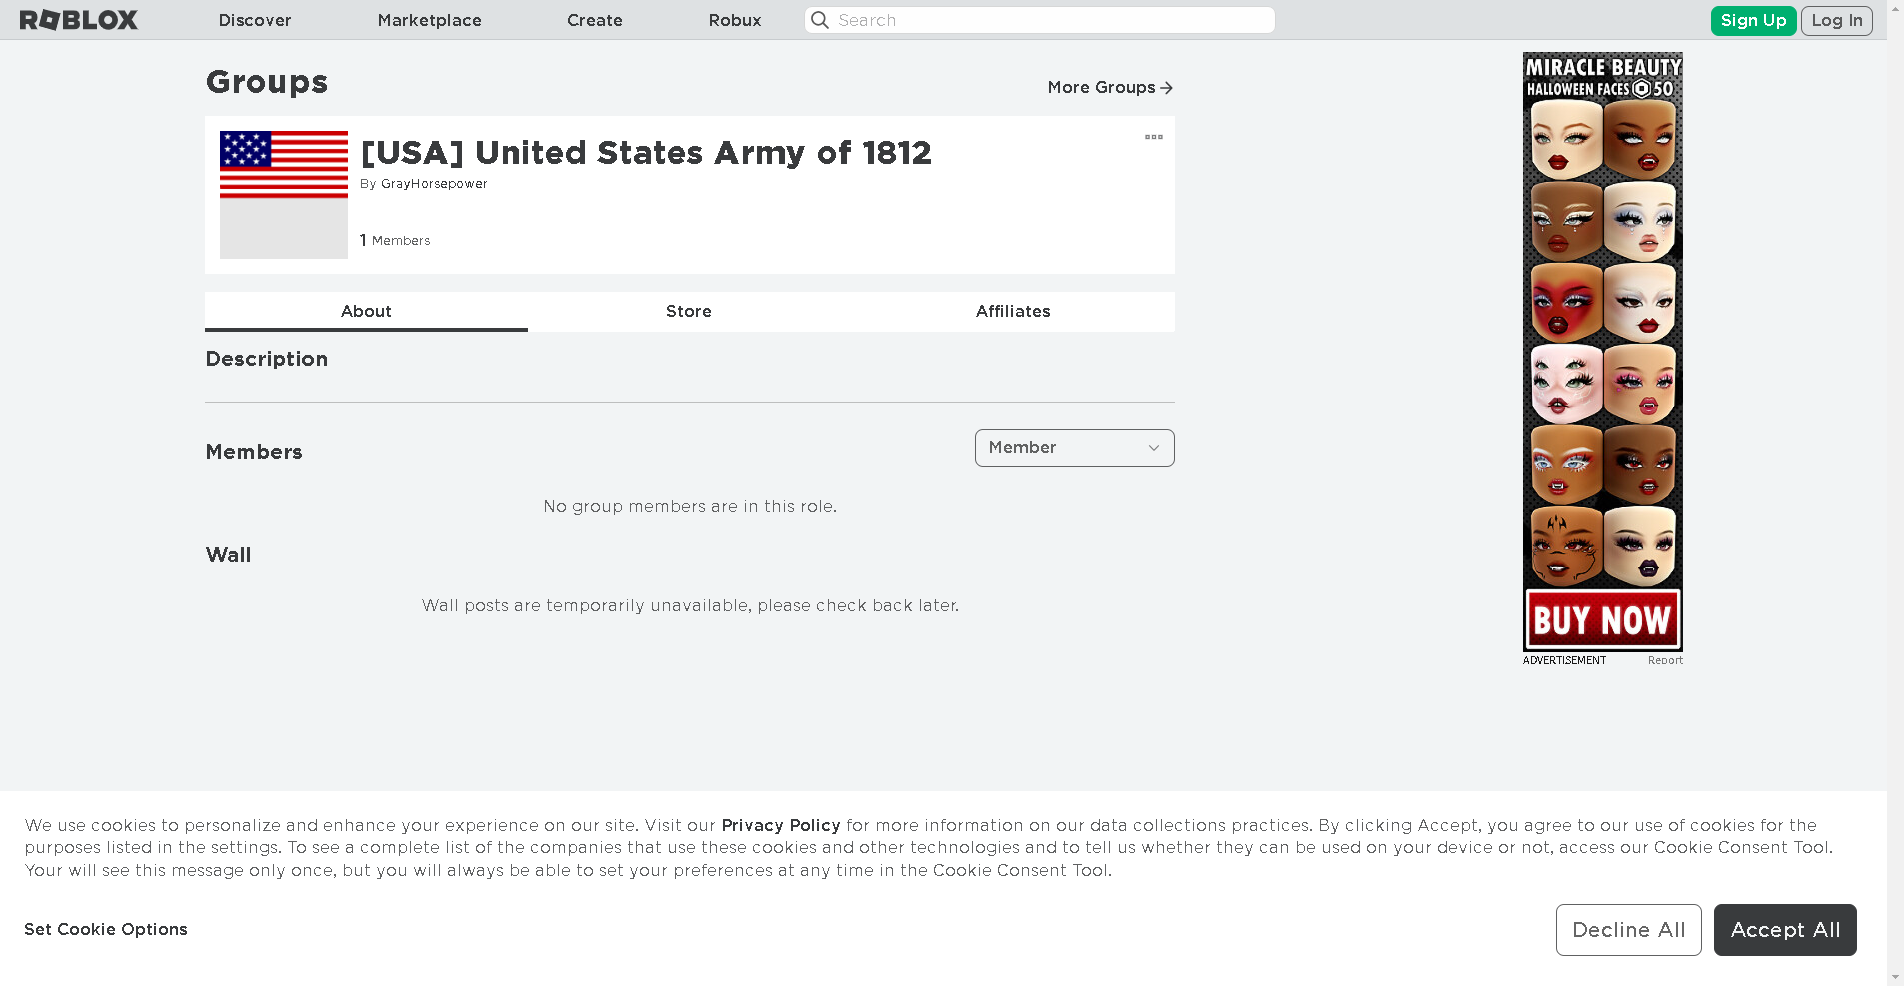 ROBLOX
Discover
Marketplace
Create
Robux
Search
Sign Up
Log In
Groups
More Groups
[USA] United States Army of 1812
By GrayHorsepower
1 Members
About
Store
Affiliates
Description
Members
Member
No group members are in this role.
Wall
Wall posts are temporarily unavailable, please check back later.
MIRACLE BEAUTY
HALLOWEEN FACES 50
BUY NOW
ADVERTISEMENT
Report
We use cookies to personalize and enhance your experience on our site. Visit our Privacy Policy for more information on our data collections practices. By clicking Accept, you agree to our use of cookies for the
purposes listed in the settings. To see a complete list of the companies that use these cookies and other technologies and to tell us whether they can be used on your device or not, access our Cookie Consent Tool.
Your will see this message only once, but you will always be able to set your preferences at any time in the Cookie Consent Tool.
Set Cookie Options
Decline All
Accept All